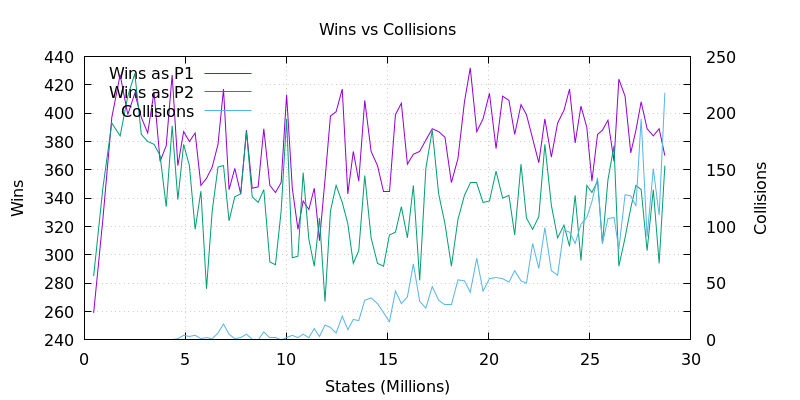 Wins vs Collisions
440
420
400
380
360
340
320
300
280
260
240
250
200
150
100
50
0
Wins as P1
Wins as P2
Collisions
Wins
Collisions
0 5 10 15 20 25 30
States (Millions)